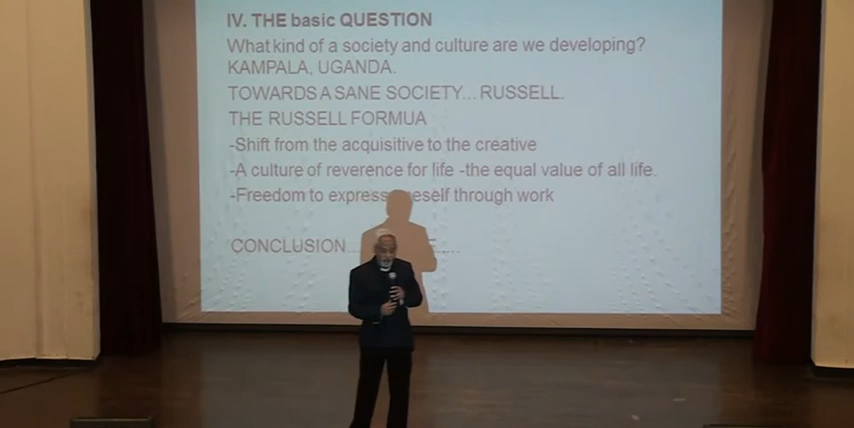 IV. THE basic QUESTION
What kind of a society and culture are we developing?
KAMPALA, UGANDA.
TOWARDS A SANE SOCIETY... RUSSELL.
THE RUSSELL FORMUA
-Shift from the acquisitive to the creative
-A culture of reverence for life -the equal value of all life.
-Freedom to express through work
CONCLUSION